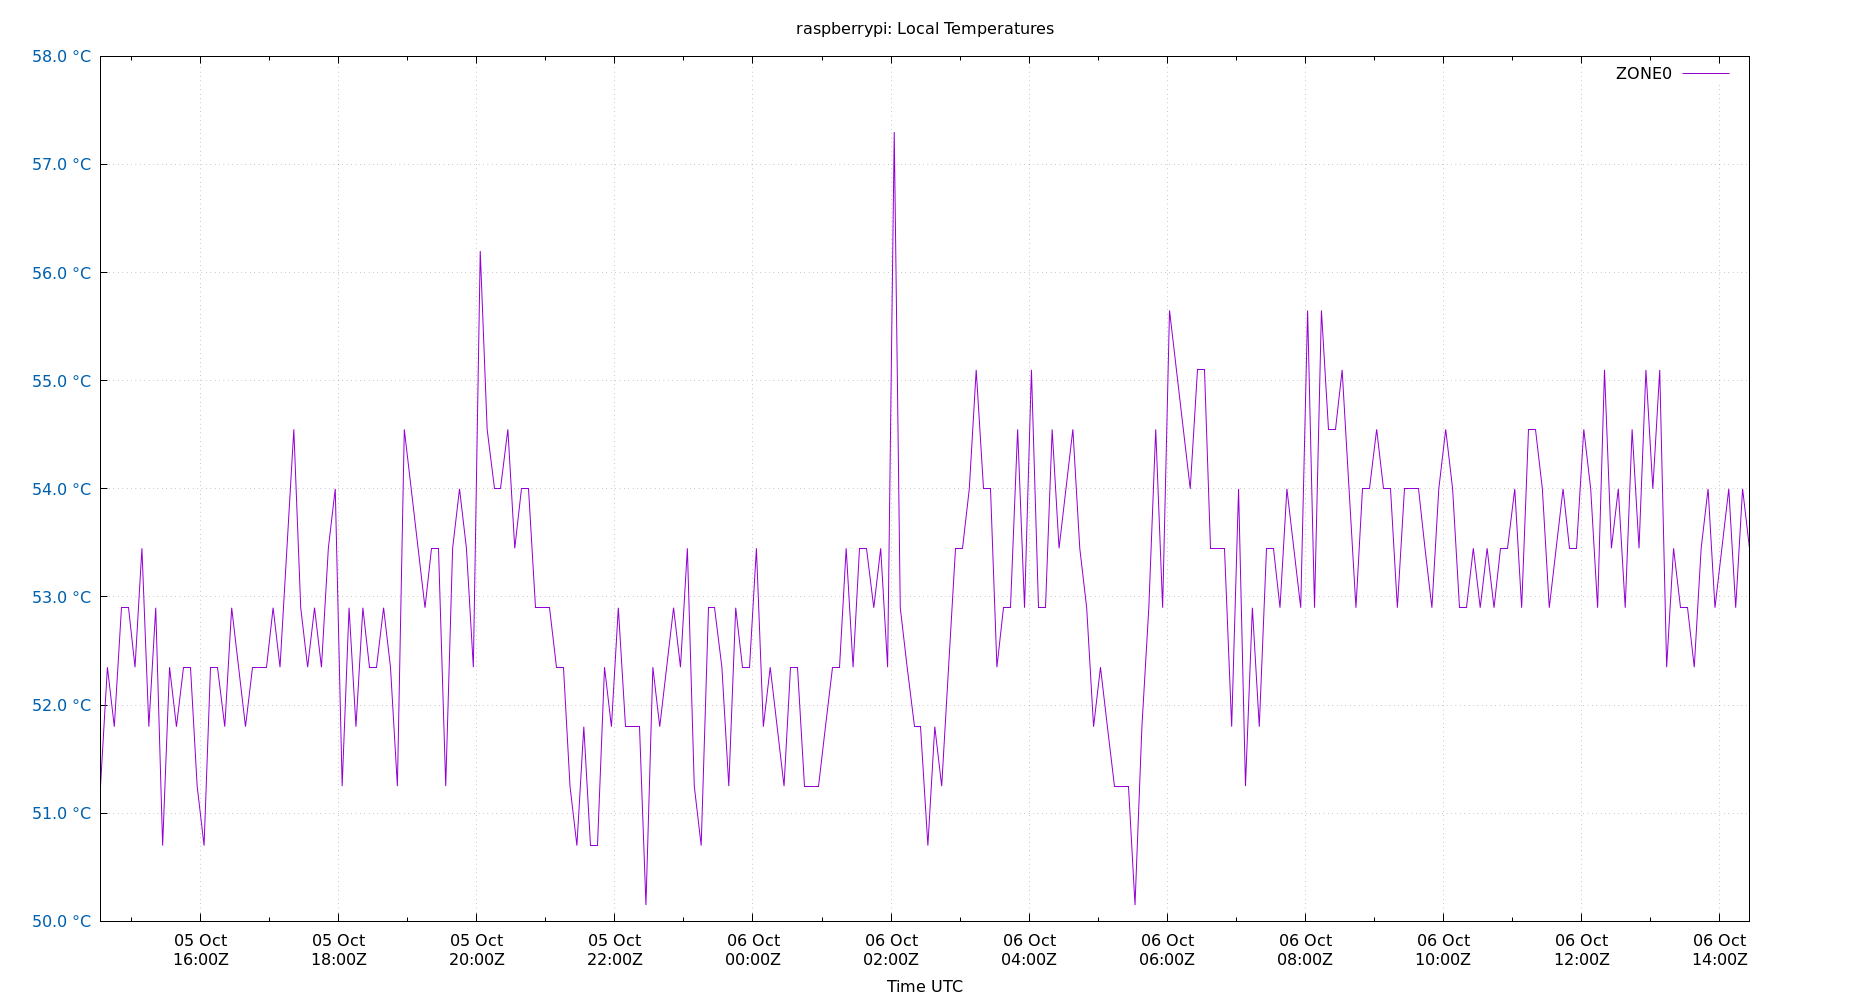 raspberrypi: Local Temperatures
58.0 °C
ZONE0
57.0 °C
56.0 °C
55.0 °C
54.0 °C
53.0 °C
52.0 °C
51.0 °C
50.0 °C
05 Oct 05 Oct 05 Oct 05 Oct 06 Oct 06 Oct 06 Oct 06 Oct 06 Oct 06 Oct 06 Oct 06 Oct
16:00Z 18:00Z 20:00Z 22:00Z 00:00Z 02:00Z 04:00Z 06:00Z 08:00Z 10:00Z 12:00Z 14:00Z
Time UTC